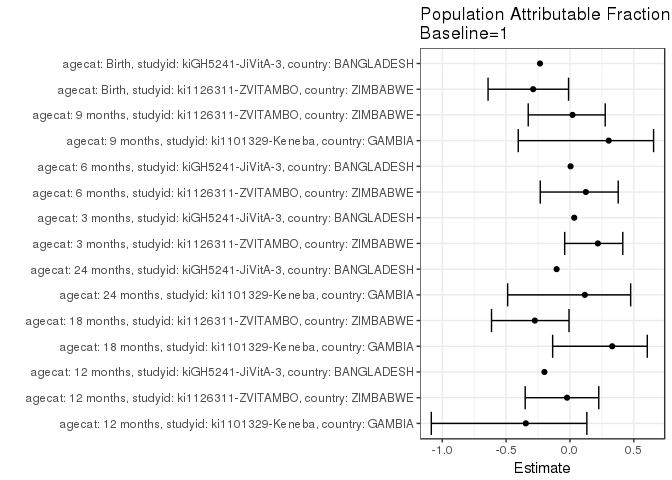 Population Attributable Fraction
Baseline=1
agecat: Birth, studyid: kiGH5241-JiVitA-3, country: BANGLADESH
agecat: Birth, studyid: ki1126311-ZVITAMBO, country: ZIMBABWE
agecat: 9 months, studyid: ki1126311-ZVITAMBO, country: ZIMBABWE
agecat: 9 months, studyid: ki1101329-Keneba, country: GAMBIA
agecat: 6 months, studyid: kiGH5241-JiVitA-3, country: BANGLADESH
agecat: 6 months, studyid: ki1126311-ZVITAMBO, country: ZIMBABWE
agecat: 3 months, studyid: kiGH5241-JiVitA-3, country: BANGLADESH
agecat: 3 months, studyid: ki1126311-ZVITAMBO, country: ZIMBABWE
agecat: 24 months, studyid: kiGH5241-JiVitA-3, country: BANGLADESH
agecat: 24 months, studyid: ki1101329-Keneba, country: GAMBIA
agecat: 18 months, studyid: ki1126311-ZVITAMBO, country: ZIMBABWE
agecat: 18 months, studyid: ki1101329-Keneba, country: GAMBIA
agecat: 12 months, studyid: kiGH5241-JiVitA-3, country: BANGLADESH
agecat: 12 months, studyid: ki1126311-ZVITAMBO, country: ZIMBABWE
agecat: 12 months, studyid: ki1101329-Keneba, country: GAMBIA
-1.0 -0.5 0.0 0.5
Estimate